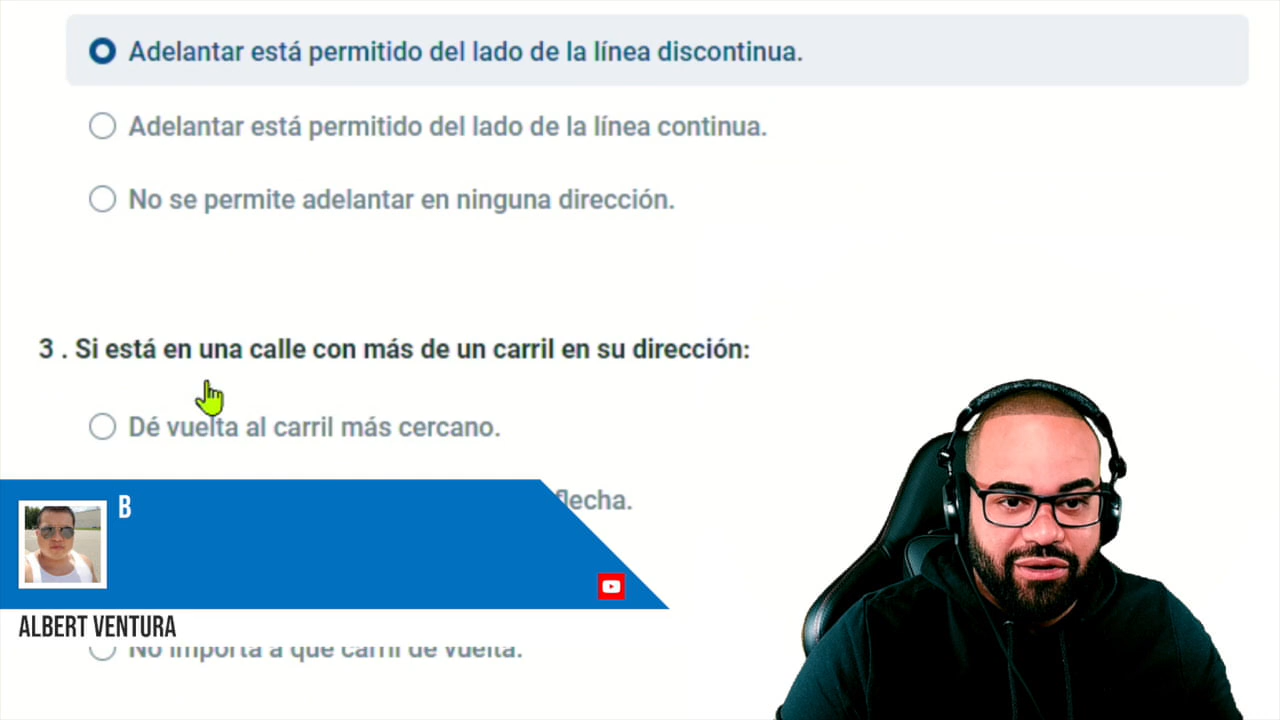 Adelantar está permitido del lado de la línea discontinua.
Adelantar está permitido del lado de la línea continua.
No se permite adelantar en ninguna dirección.
3 . Si está en una calle con más de un carril en su dirección:
Dé vuelta al carril más cercano.
flecha.
B
ALBERT VENTURA
No importa a que carril de vuelta.